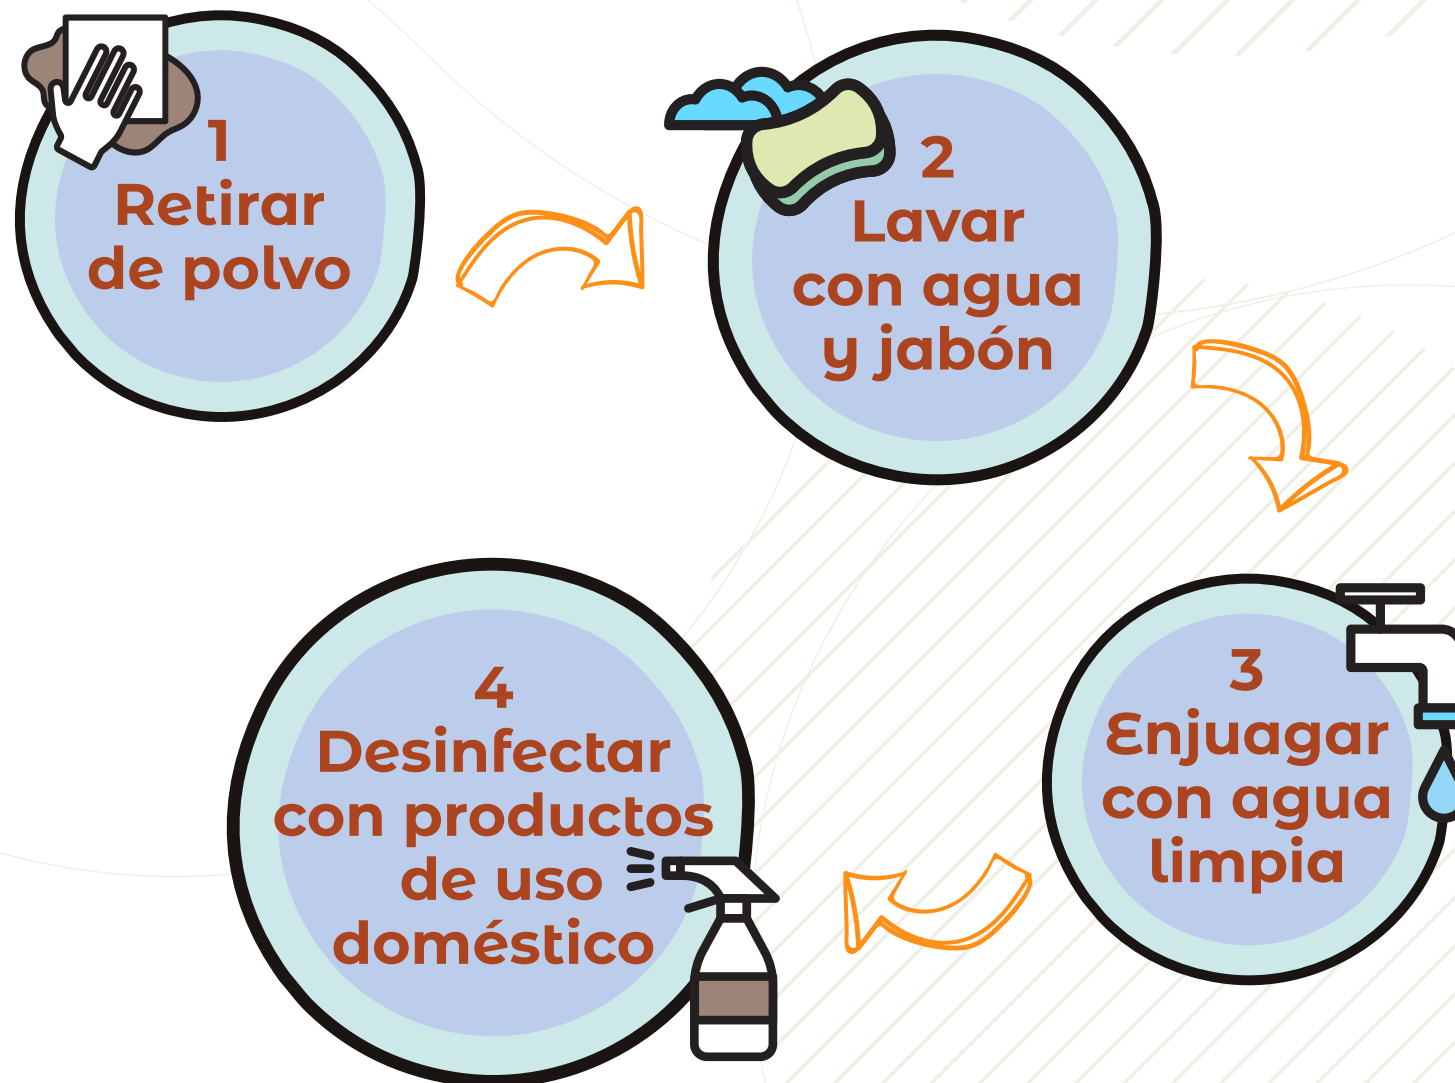 1
Retirar
de polvo
2
Lavar
con agua
y jabón
3
Enjuagar
con agua
limpia
4
Desinfectar
con productos
de uso
doméstico